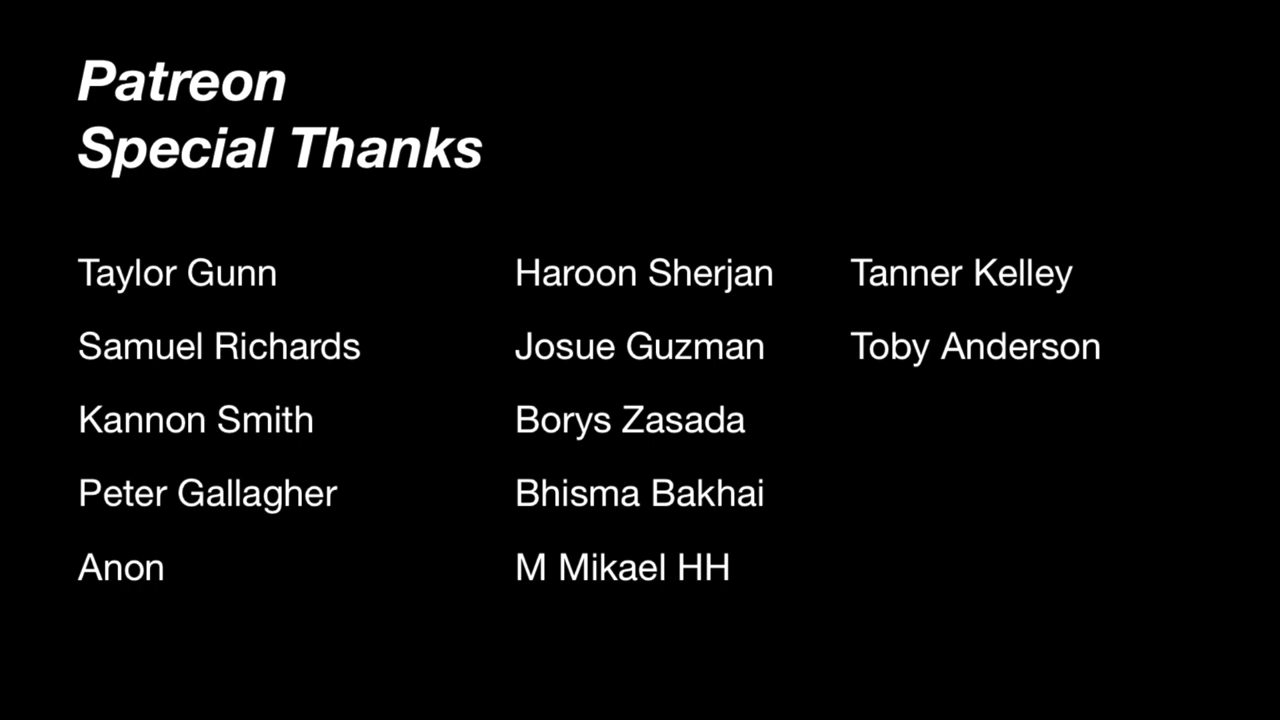 Patreon
Special Thanks
Taylor Gunn
Samuel Richards
Kannon Smith
Peter Gallagher
Anon
Haroon Sherjan
Josue Guzman
Borys Zasada
Bhisma Bakhai
M Mikael HH
Tanner Kelley
Toby Anderson